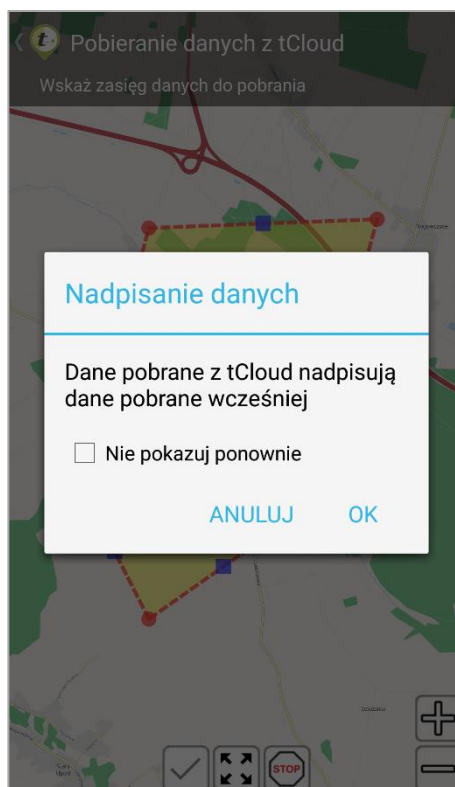 Pobieranie danych z tCloud
Wskaż zasięg danych do pobrania
Nadpisanie danych
Dane pobrane z tCloud nadpisują
dane pobrane wcześniej
Nie pokazuj ponownie
ANULUJ OK
STOP